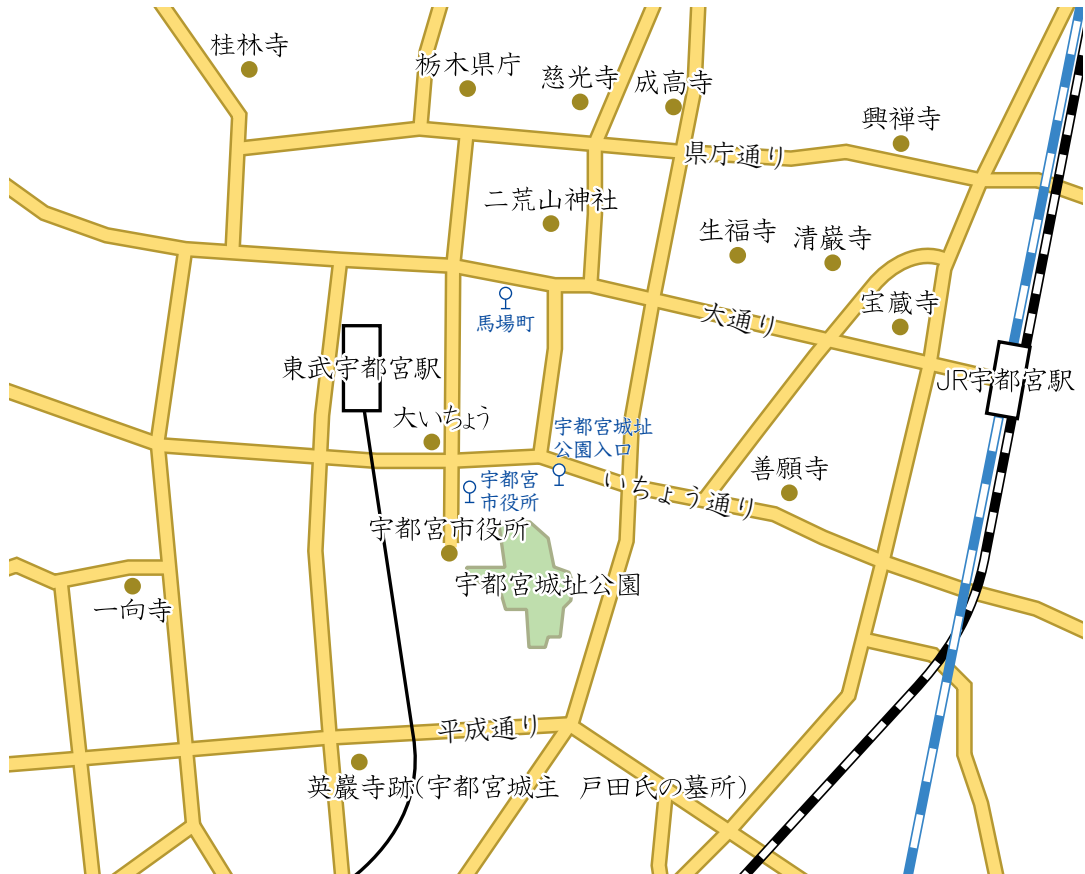 桂林寺
栃木県庁
慈光寺
成高寺
興禅寺
県庁通り
二荒山神社
生福寺
清巌寺
宝蔵寺
馬場町
大通り
東武宇都宮駅
JR宇都宮駅
大いちょう
宇都宮城址
公園入口
善願寺
宇都宮
市役所
いちょう通り
宇都宮市役所
宇都宮城址公園
一向寺
平成通り
英巖寺跡(宇都宮城主 戸田氏の墓所)